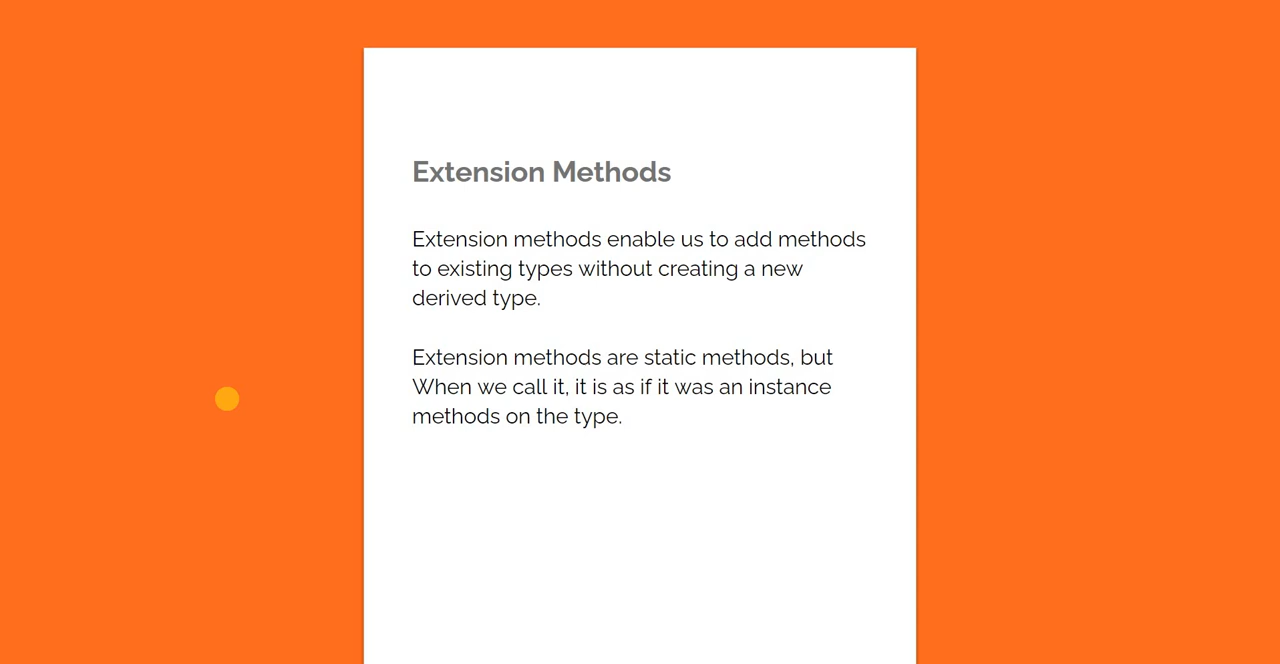 Extension Methods
Extension methods enable us to add methods
to existing types without creating a new
derived type.
Extension methods are static methods, but
When we call it, it is as if it was an instance
methods on the type.